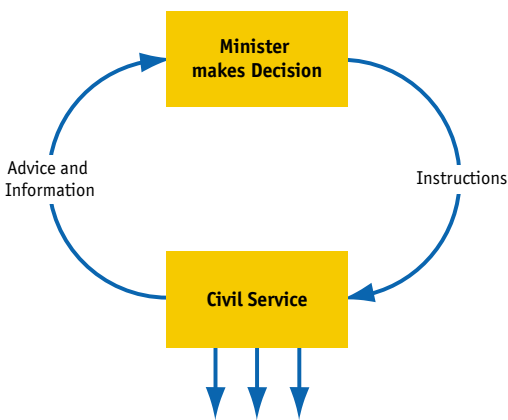 Minister
makes Decision
Advice and
Information
Instructions
Civil Service